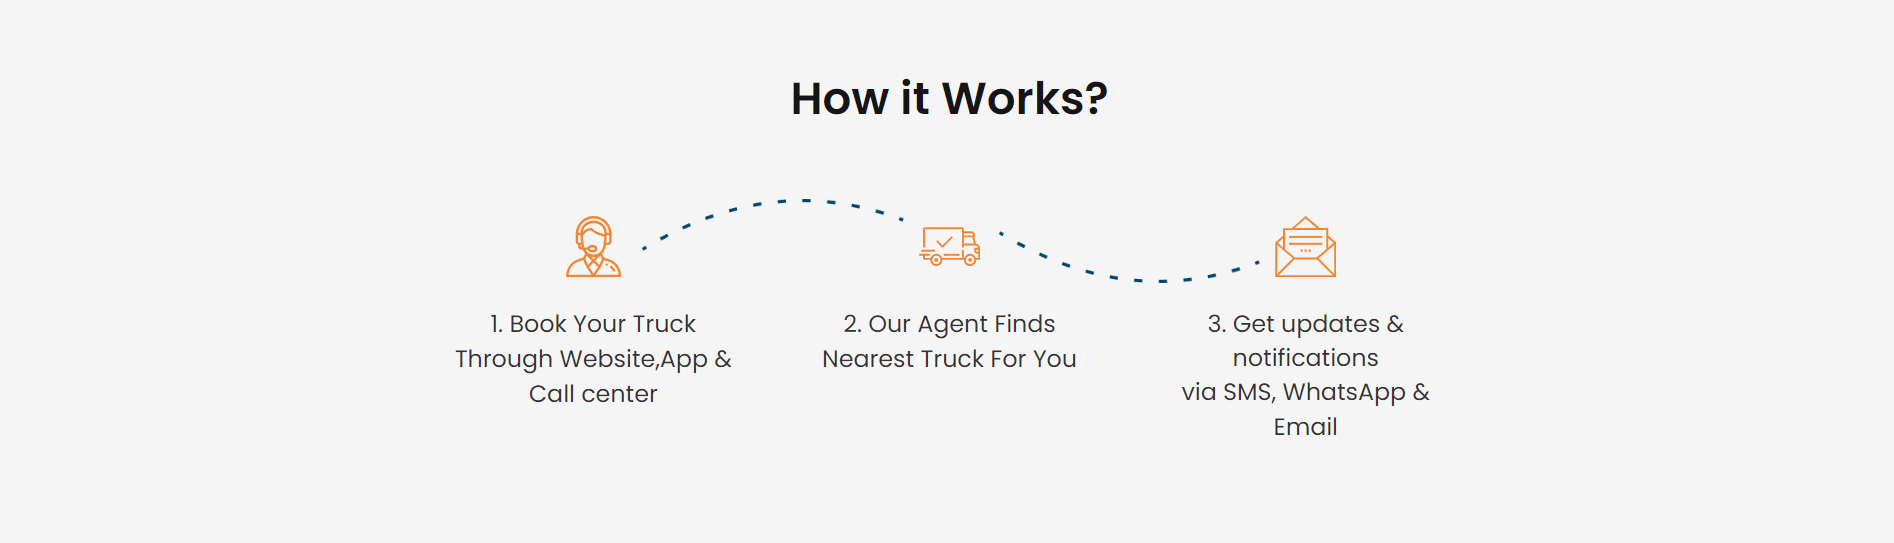 How it Works?
1. Book Your Truck
Through Website,App &
Call center
2. Our Agent Finds
Nearest Truck For You
3. Get updates &
notifications
via SMS, WhatsApp &
Email